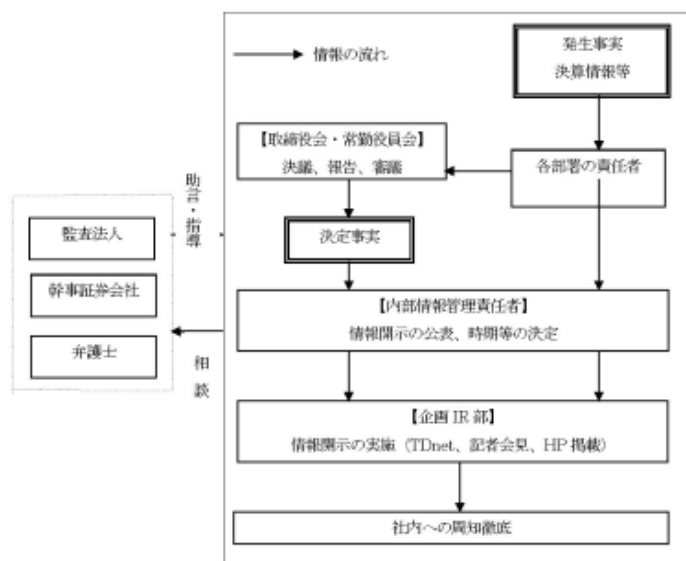 情報の流れ
発生事実
決算情報等
【取締役会・常勤役員会】
決議、報告、審議
各部署の責任者
助言・指導
監査法人
決定事実
幹事証券会社
【内部情報管理責任者】
情報開示の公表、時期等の決定
弁護士
相談
【企画 IR 部】
情報開示の実施（TDnet、記者会見、HP 掲載）
社内への周知徹底